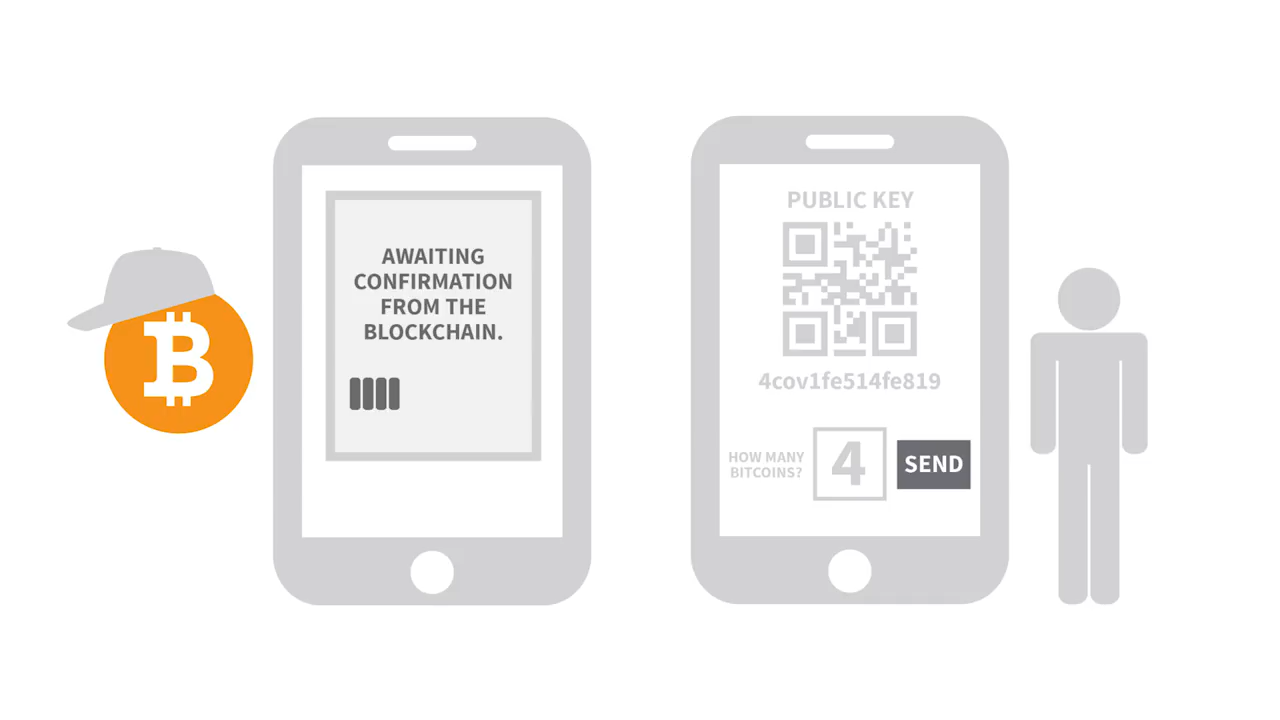 AWAITING
CONFIRMATION
FROM THE
BLOCKCHAIN.
PUBLIC KEY
4cov1fe514fe819
HOW MANY
BITCOINS?
4
SEND